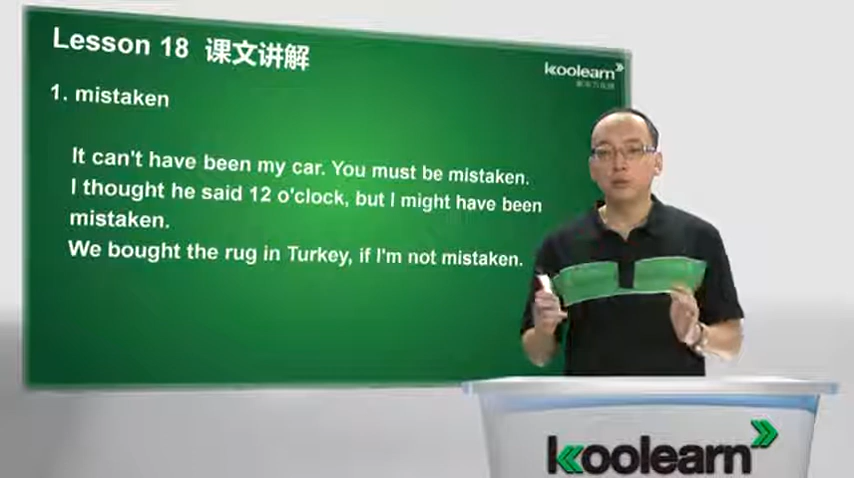 Lesson 18 课文讲解
koolearn
1. mistaken
It can't have been my car. You must be mistaken.
I thought he said 12 o'clock, but I might have been
mistaken.
We bought the rug in Turkey, if I'm not mistaken.
koolearn